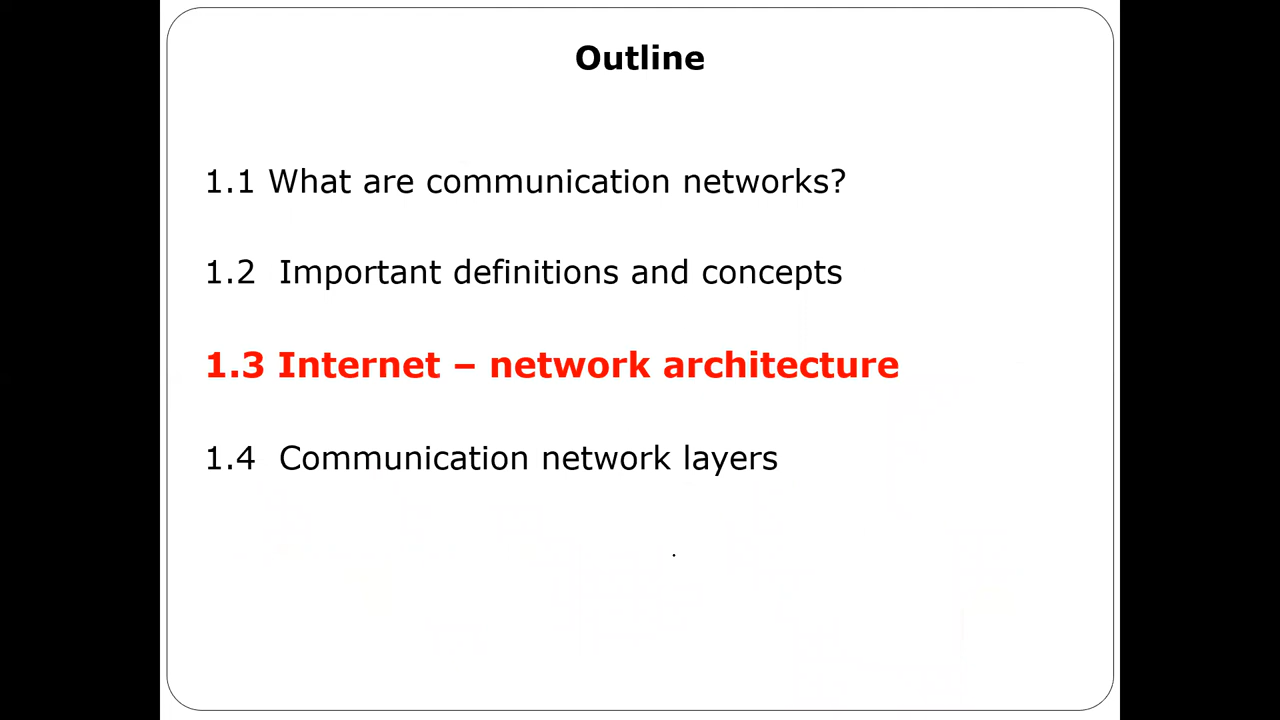 Outline
1.1 What are communication networks?
1.2 Important definitions and concepts
1.3 Internet – network architecture
1.4 Communication network layers